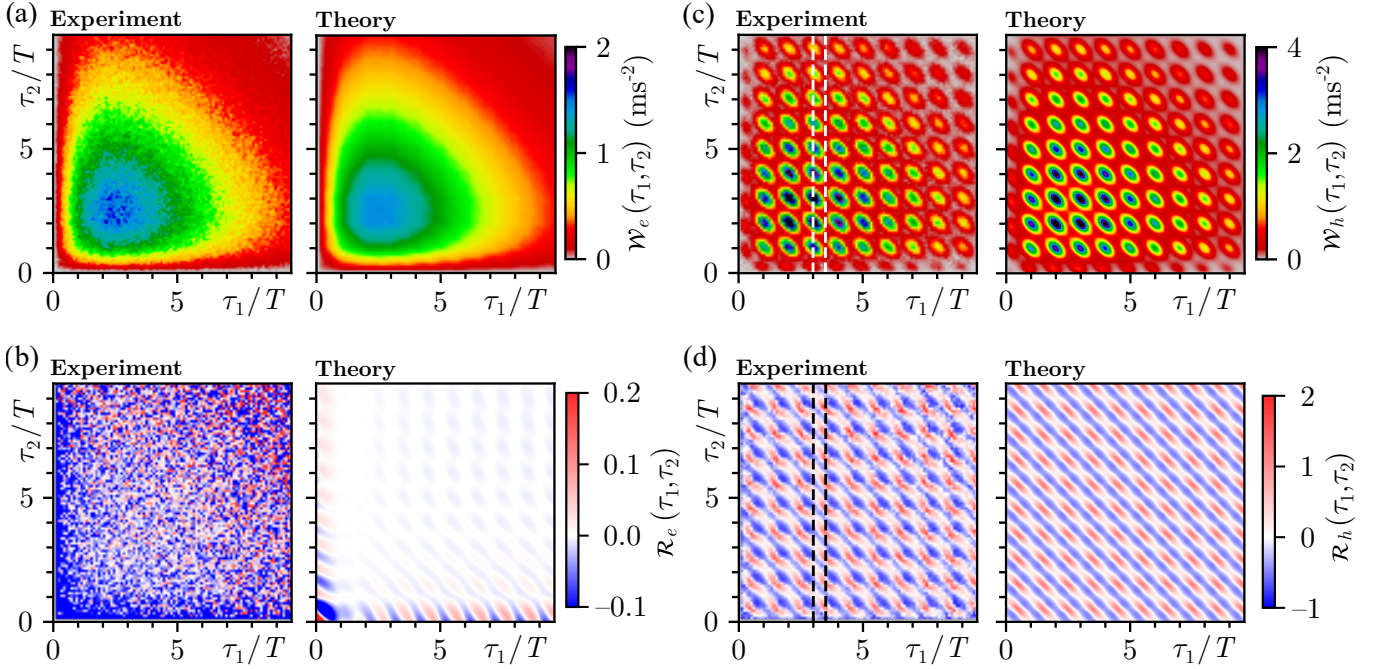 (a) Experiment Theory
τ₂/T
5
0
0 5 τ₁/T
0 5 τ₁/T
2
1
0
𝒲ₑ(τ₁,τ₂) (ms⁻²)
(c) Experiment Theory
τ₂/T
5
0
0 5 τ₁/T
0 5 τ₁/T
4
2
0
𝒲ₕ(τ₁,τ₂) (ms⁻²)
(b) Experiment Theory
τ₂/T
5
0
0 5 τ₁/T
0 5 τ₁/T
0.2
0.1
0.0
−0.1
ℛₑ(τ₁,τ₂)
(d) Experiment Theory
τ₂/T
5
0
0 5 τ₁/T
0 5 τ₁/T
2
1
0
−1
ℛₕ(τ₁,τ₂)